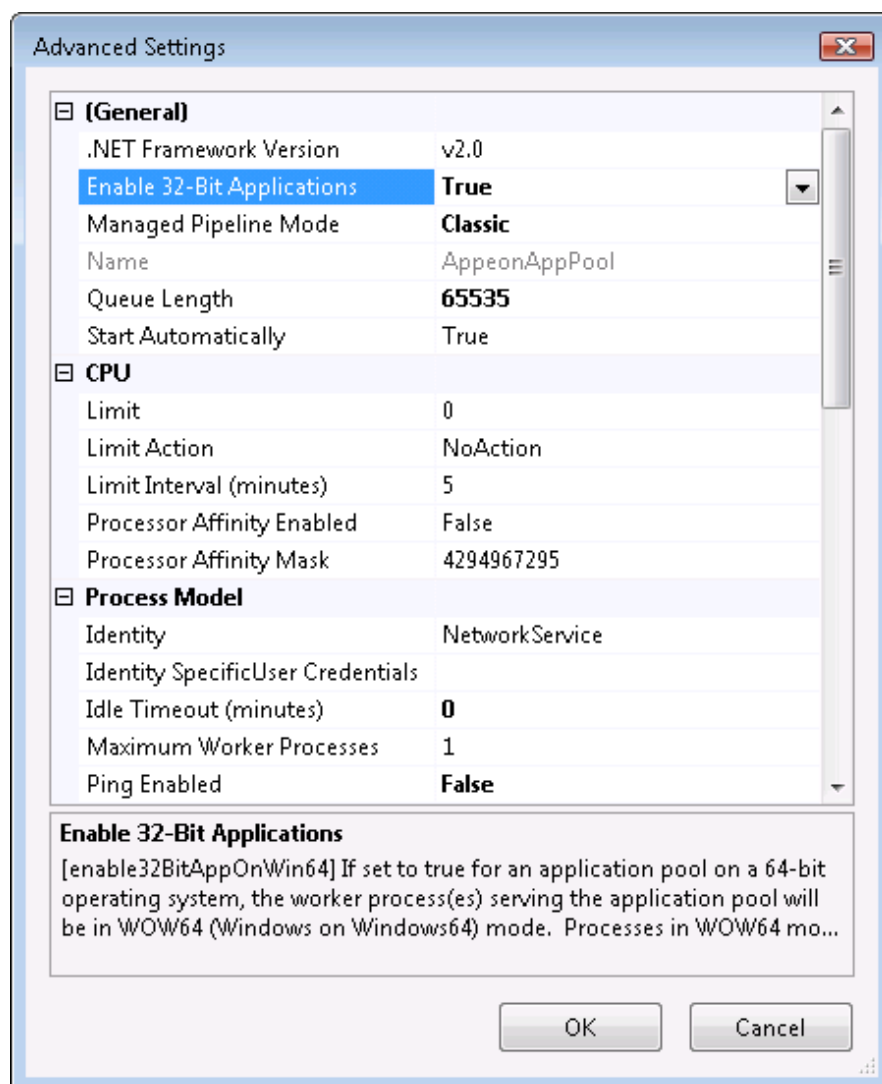 Advanced Settings
(General)
.NET Framework Version v2.0
Enable 32-Bit Applications True
Managed Pipeline Mode Classic
Name AppeonAppPool
Queue Length 65535
Start Automatically True
CPU
Limit 0
Limit Action NoAction
Limit Interval (minutes) 5
Processor Affinity Enabled False
Processor Affinity Mask 4294967295
Process Model
Identity NetworkService
Identity SpecificUser Credentials
Idle Timeout (minutes) 0
Maximum Worker Processes 1
Ping Enabled False
Enable 32-Bit Applications
[enable32BitAppOnWin64] If set to true for an application pool on a 64-bit
operating system, the worker process(es) serving the application pool will
be in WOW64 (Windows on Windows64) mode.  Processes in WOW64 mo...
OK Cancel